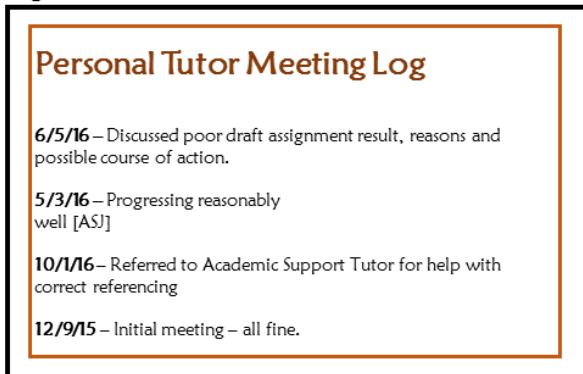 Personal Tutor Meeting Log
6/5/16 – Discussed poor draft assignment result, reasons and
possible course of action.
5/3/16 – Progressing reasonably
well [ASJ]
10/1/16– Referred to Academic Support Tutor for help with
correct referencing
12/9/15 – Initial meeting – all fine.